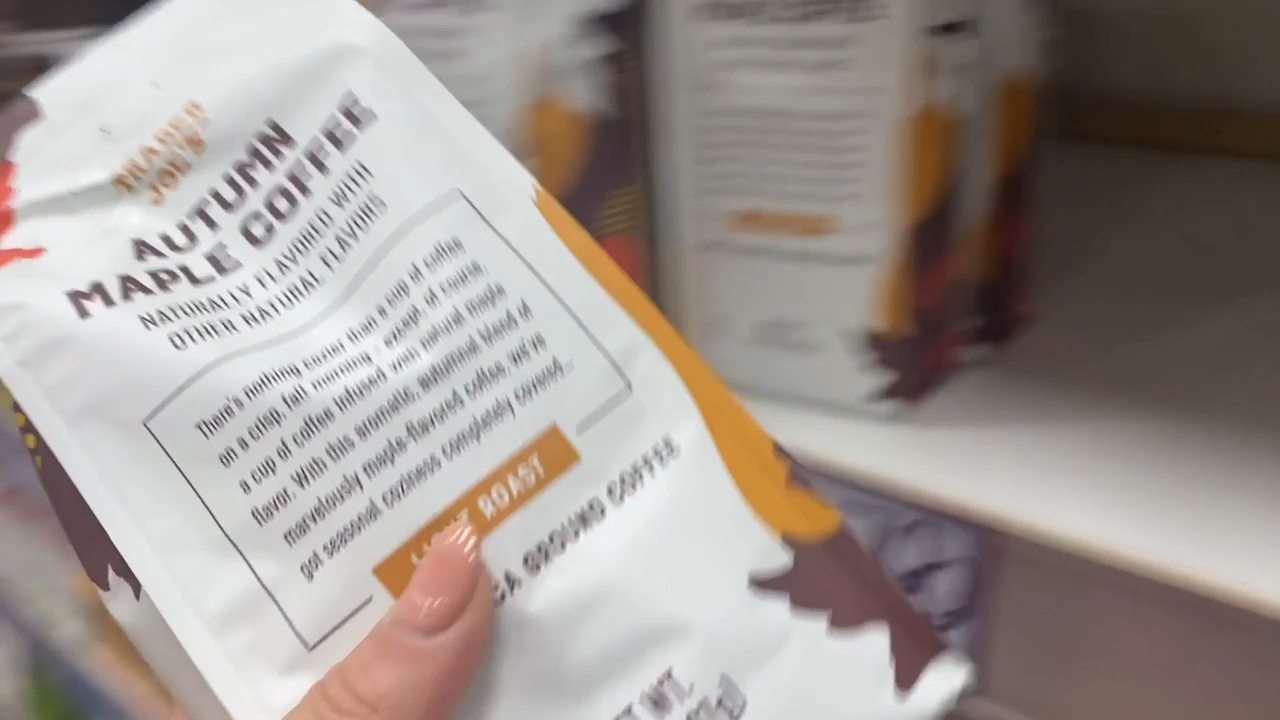 TRADER
JOE'S
AUTUMN
MAPLE COFFEE
NATURALLY FLAVORED WITH
OTHER NATURAL FLAVORS
There's nothing cozier than a cup of coffee
on a crisp, fall morning - except of course,
a cup of coffee infused with natural maple
flavor. With this aromatic, autumnal blend of
marvelously maple-flavored coffee, we've
got seasonal coziness completely covered...
ROAST
GROUND COFFEE
WT.